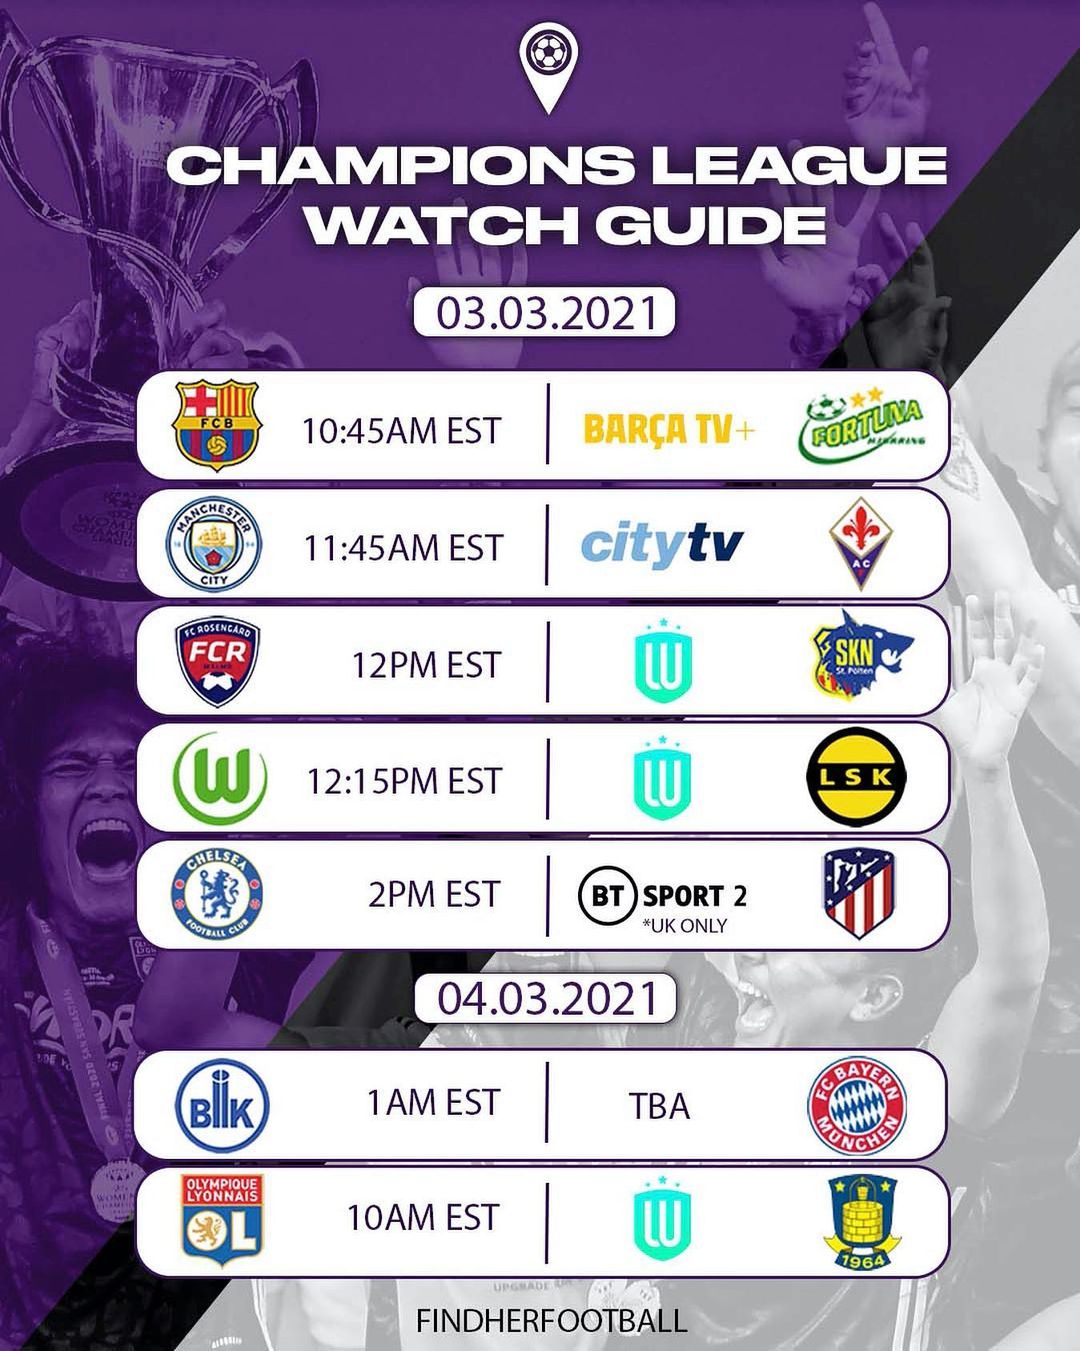 CHAMPIONS LEAGUE
WATCH GUIDE
03.03.2021
FCB
10:45AM EST
BARÇA TV+
FORTUNA
HJØRRING
MANCHESTER
CITY
11:45AM EST
citytv
AC
F
FC ROSENGÅRD
FCR
MALMÖ
12PM EST
SKN
St. Pölten
W
12:15PM EST
LSK
CHELSEA
FOOTBALL CLUB
2PM EST
BT SPORT 2
*UK ONLY
04.03.2021
BIIK
1AM EST
TBA
FC BAYERN
MÜNCHEN
OLYMPIQUE
LYONNAIS
OL
10AM EST
1964
FINDHERFOOTBALL